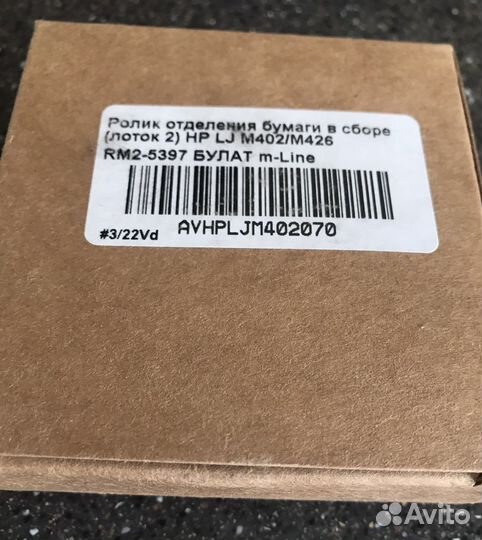 Ролик отделения бумаги в сборе
(лоток 2) HP LJ M402/M426
RM2-5397 БУЛАТ m-Line
#3/22Vd
AVHPLJM402070
Avito